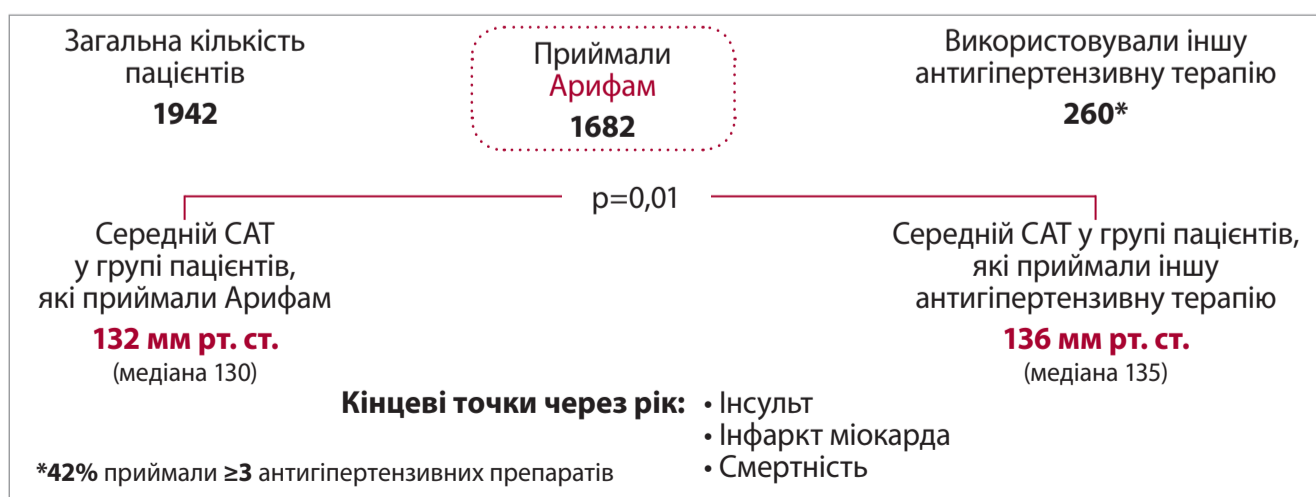 Загальна кількість
пацієнтів
1942
Приймали
Арифам
1682
Використовували іншу
антигіпертензивну терапію
260*
p=0,01
Середній САТ
у групі пацієнтів,
які приймали Арифам
132 мм рт. ст.
(медіана 130)
Середній САТ у групі пацієнтів,
які приймали іншу
антигіпертензивну терапію
136 мм рт. ст.
(медіана 135)
Кінцеві точки через рік: • Інсульт
• Інфаркт міокарда
• Смертність
*42% приймали ≥3 антигіпертензивних препаратів